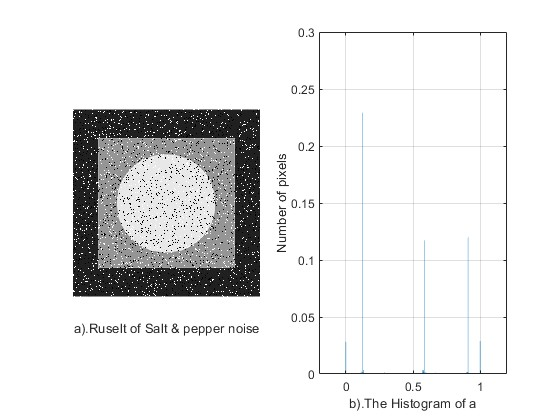 a).Ruselt of Salt & pepper noise
Number of pixels
0.3
0.25
0.2
0.15
0.1
0.05
0
0 0.5 1
b).The Histogram of a